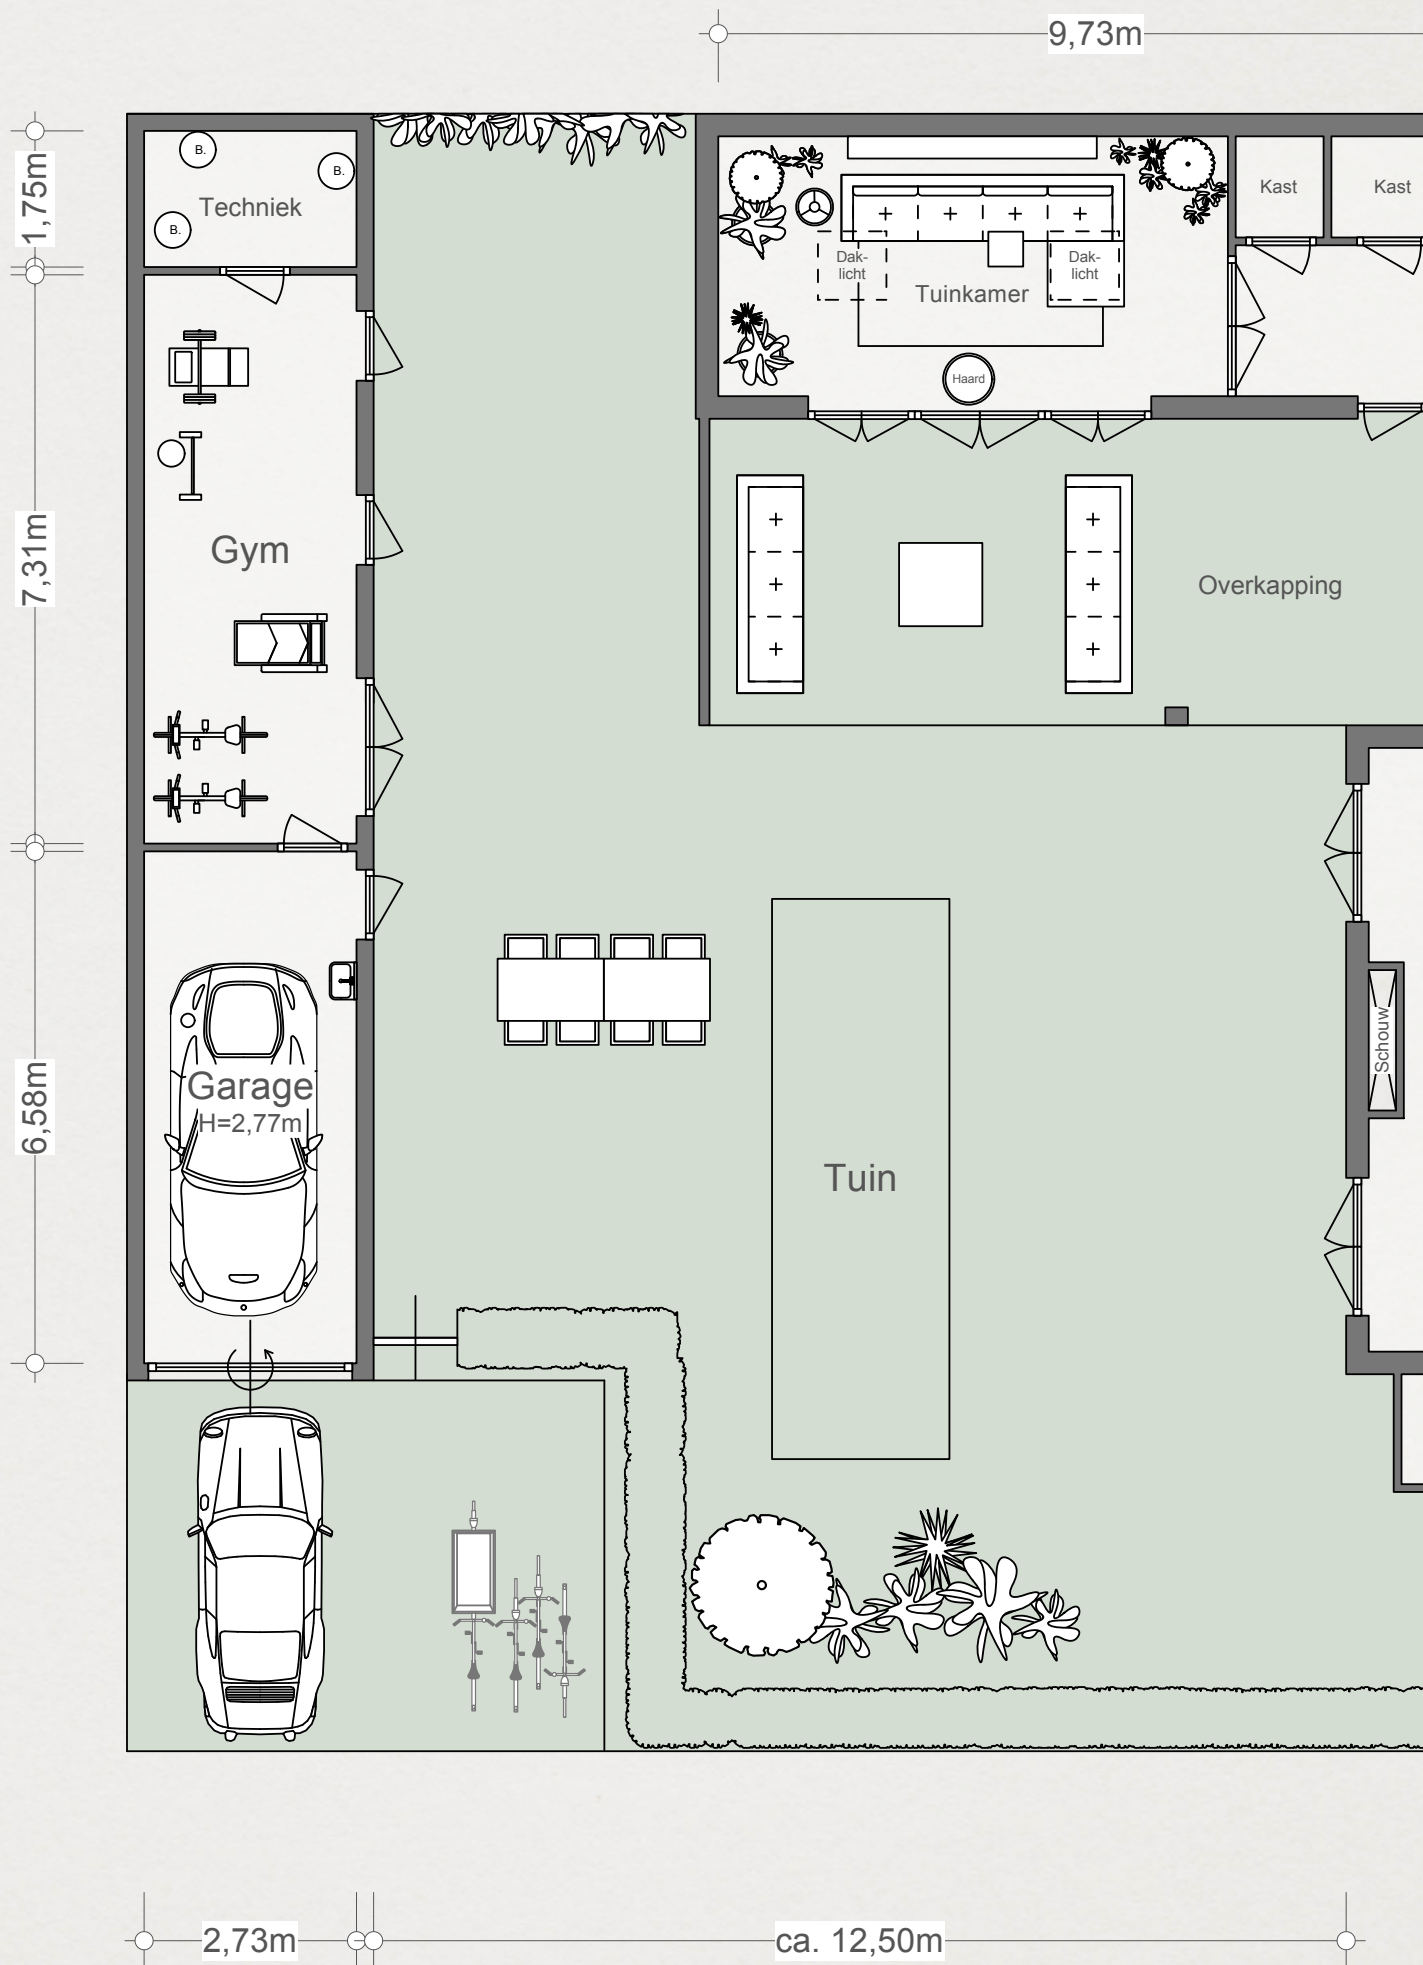 9,73m
1,75m
B.
B.
B.
Techniek
Kast
Kast
Dak-
licht
Dak-
licht
Tuinkamer
Haard
7,31m
Gym
Overkapping
6,58m
Garage
H=2,77m
Schouw
Tuin
2,73m
ca. 12,50m